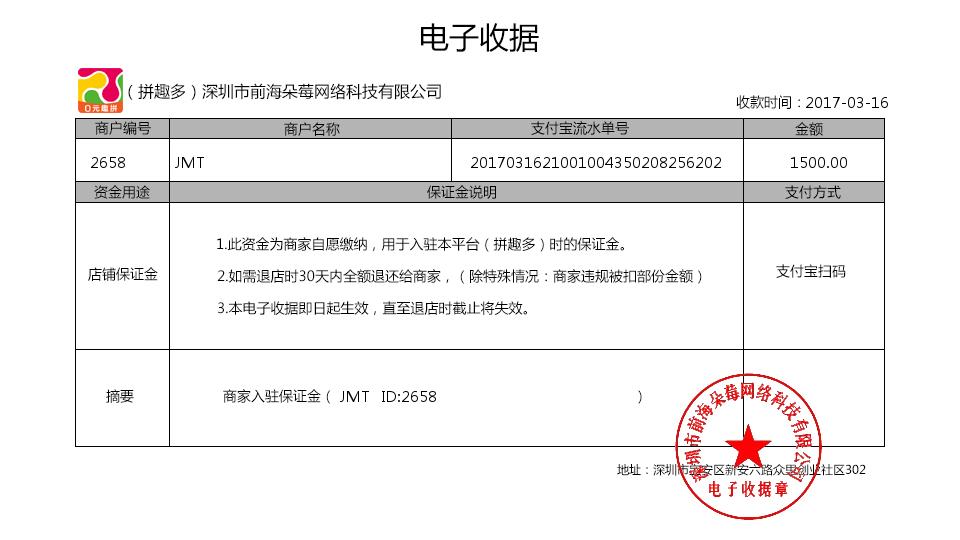 电子收据
0元趣拼
（拼趣多）深圳市前海朵莓网络科技有限公司
收款时间：2017-03-16
商户编号 商户名称 支付宝流水单号 金额
2658 JMT 2017031621001004350208256202 1500.00
资金用途 保证金说明 支付方式
1.此资金为商家自愿缴纳，用于入驻本平台（拼趣多）时的保证金。
店铺保证金 2.如需退店时30天内全额退还给商家，（除特殊情况：商家违规被扣部份金额） 支付宝扫码
3.本电子收据即日起生效，直至退店时截止将失效。
摘要 商家入驻保证金（ JMT ID:2658 ）
深圳市前海朵莓网络科技有限公司
地址：深圳市宝安区新安六路众里创业社区302
电子收据章